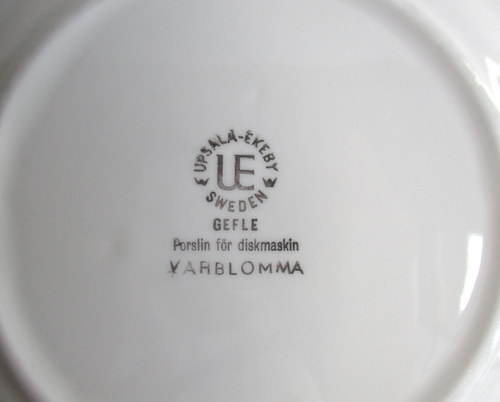 UPSALA-EKEBY
UE
SWEDEN
GEFLE
Porslin för diskmaskin
VARBLOMMA